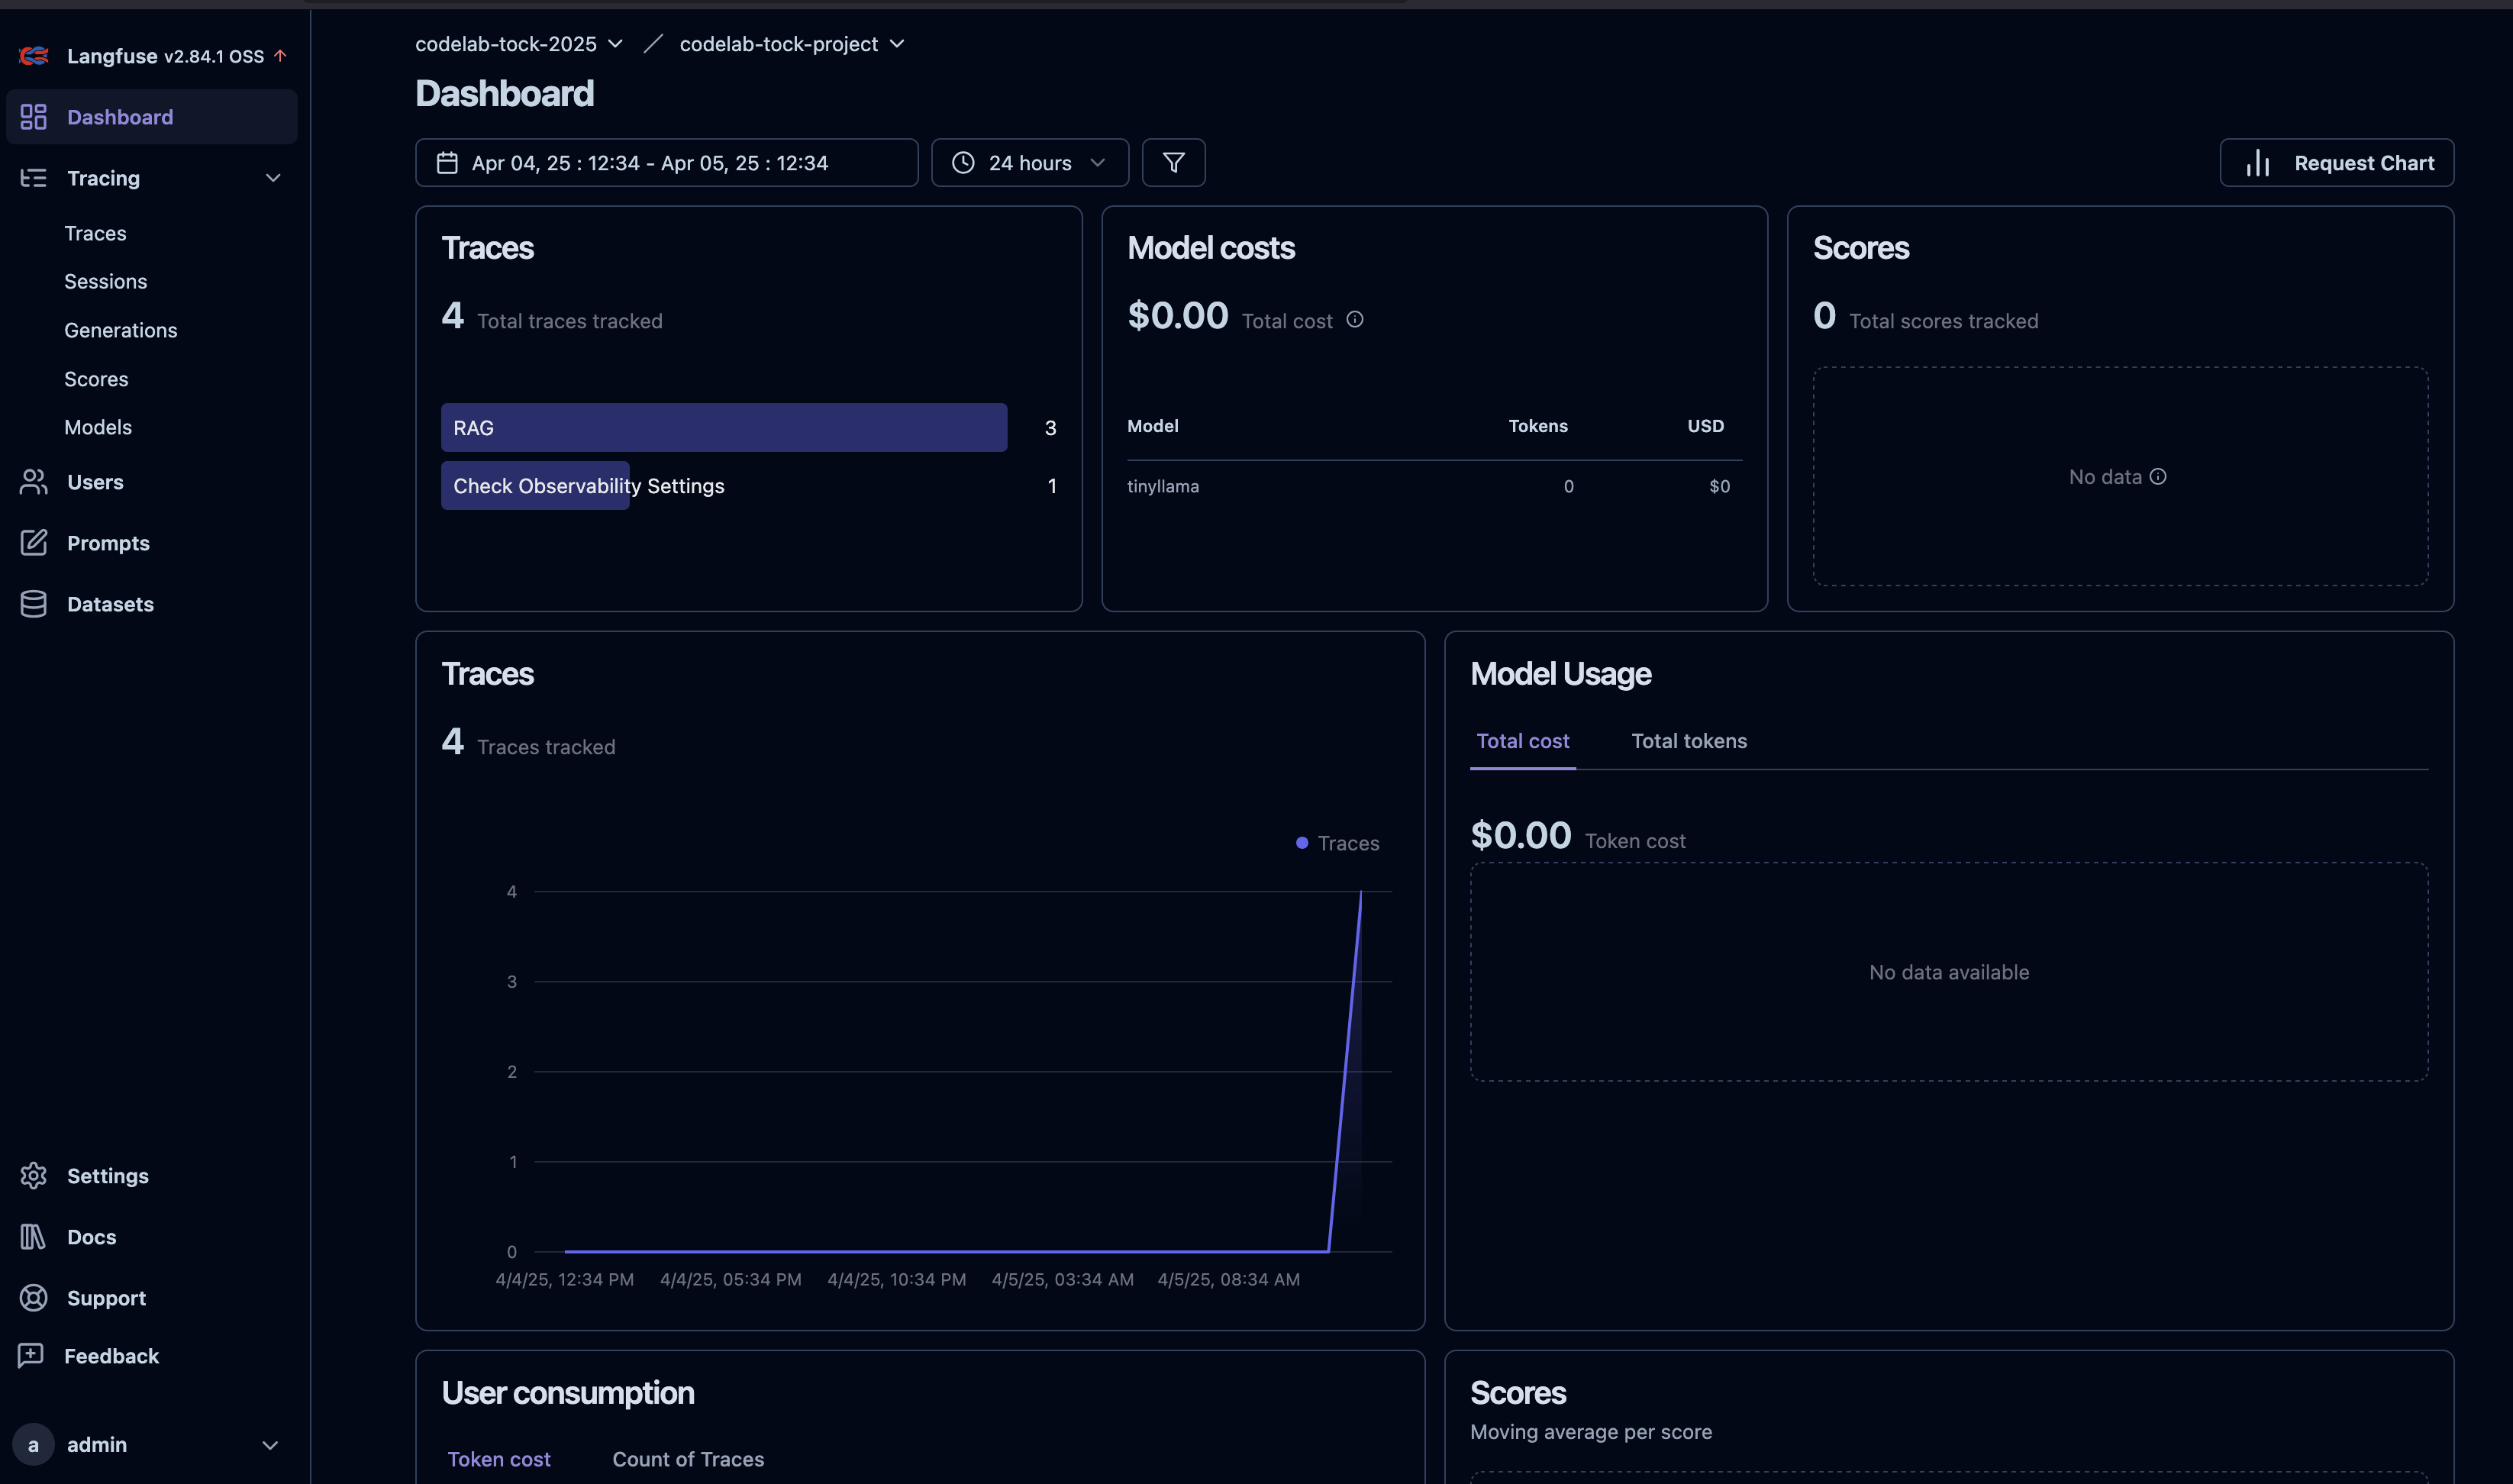 Langfuse v2.84.1 OSS
Dashboard
Tracing
Traces
Sessions
Generations
Scores
Models
Users
Prompts
Datasets
Settings
Docs
Support
Feedback
a admin
codelab-tock-2025 / codelab-tock-project
Dashboard
Apr 04, 25 : 12:34 - Apr 05, 25 : 12:34
24 hours
Request Chart
Traces
4 Total traces tracked
RAG 3
Check Observability Settings 1
Model costs
$0.00 Total cost
Model Tokens USD
tinyllama 0 $0
Scores
0 Total scores tracked
No data
Traces
4 Traces tracked
Traces
4
3
2
1
0
4/4/25, 12:34 PM 4/4/25, 05:34 PM 4/4/25, 10:34 PM 4/5/25, 03:34 AM 4/5/25, 08:34 AM
Model Usage
Total cost Total tokens
$0.00 Token cost
No data available
User consumption
Token cost Count of Traces
Scores
Moving average per score